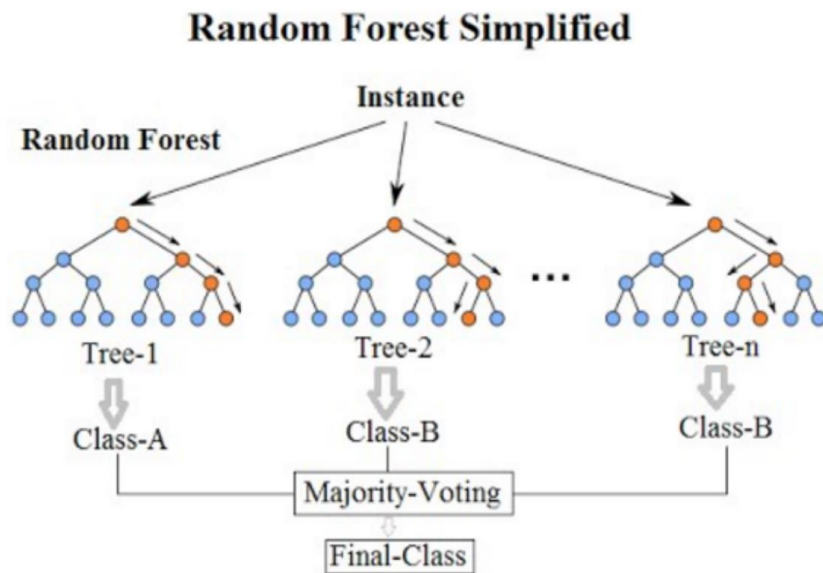 Random Forest Simplified
Instance
Random Forest
...
Tree-1
Tree-2
Tree-n
Class-A
Class-B
Class-B
Majority-Voting
Final-Class